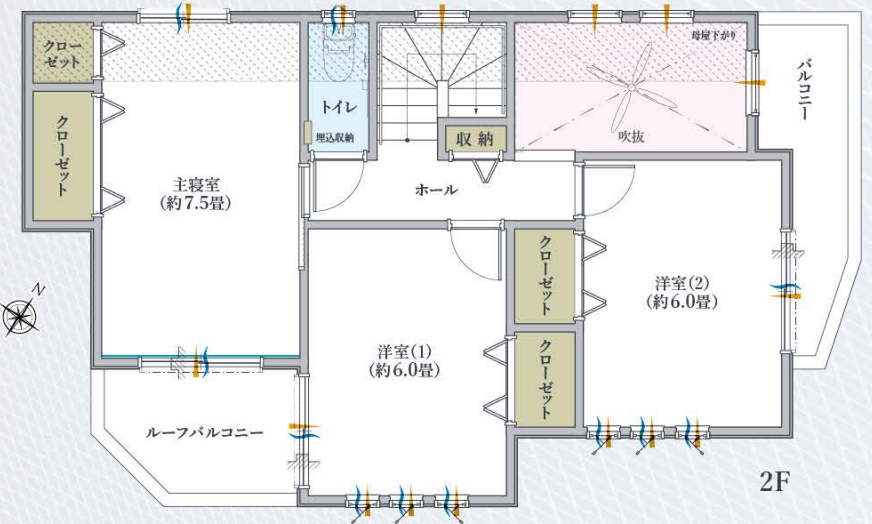 クロー
ゼット
クローゼット
主寝室
(約7.5畳)
トイレ
埋込収納
収納
ホール
母屋下がり
吹抜
バルコニー
クローゼット
洋室(2)
(約6.0畳)
洋室(1)
(約6.0畳)
クローゼット
ルーフバルコニー
N
2F